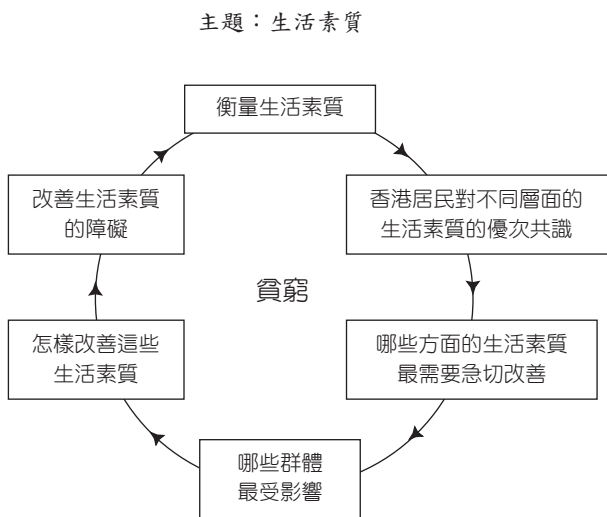 主題：生活素質
衡量生活素質
香港居民對不同層面的
生活素質的優次共識
哪些方面的生活素質
最需要急切改善
哪些群體
最受影響
怎樣改善這些
生活素質
改善生活素質
的障礙
貧窮